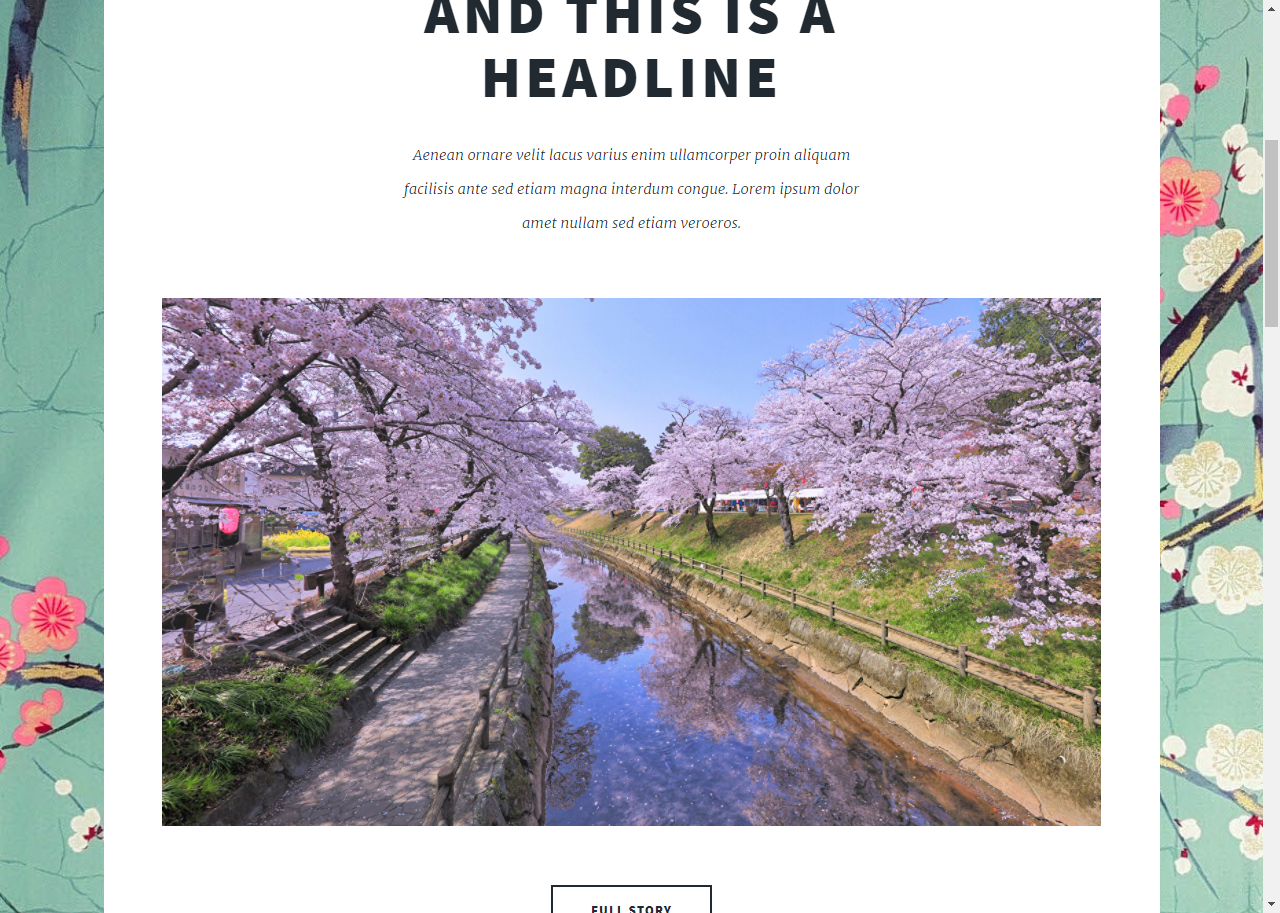 AND THIS IS A
HEADLINE
Aenean ornare velit lacus varius enim ullamcorper proin aliquam
facilisis ante sed etiam magna interdum congue. Lorem ipsum dolor
amet nullam sed etiam veroeros.
FULL STORY